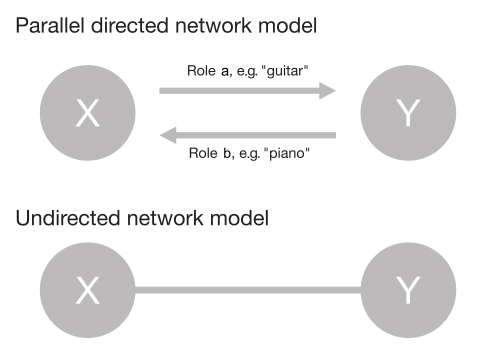 Parallel directed network model
Role a, e.g. "guitar"
X
Y
Role b, e.g. "piano"
Undirected network model
X
Y